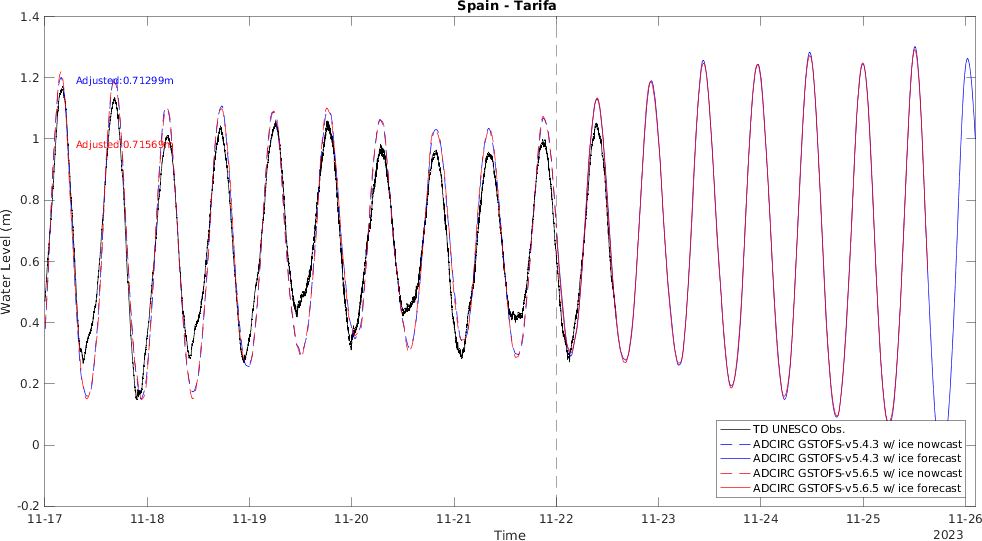 Spain - Tarifa
1.4
1.2
1
0.8
0.6
0.4
0.2
0
-0.2
Water Level (m)
Adjusted:0.71299m
Adjusted:0.71569m
TD UNESCO Obs.
ADCIRC GSTOFS-v5.4.3 w/ ice nowcast
ADCIRC GSTOFS-v5.4.3 w/ ice forecast
ADCIRC GSTOFS-v5.6.5 w/ ice nowcast
ADCIRC GSTOFS-v5.6.5 w/ ice forecast
11-17 11-18 11-19 11-20 11-21 11-22 11-23 11-24 11-25 11-26
Time
2023